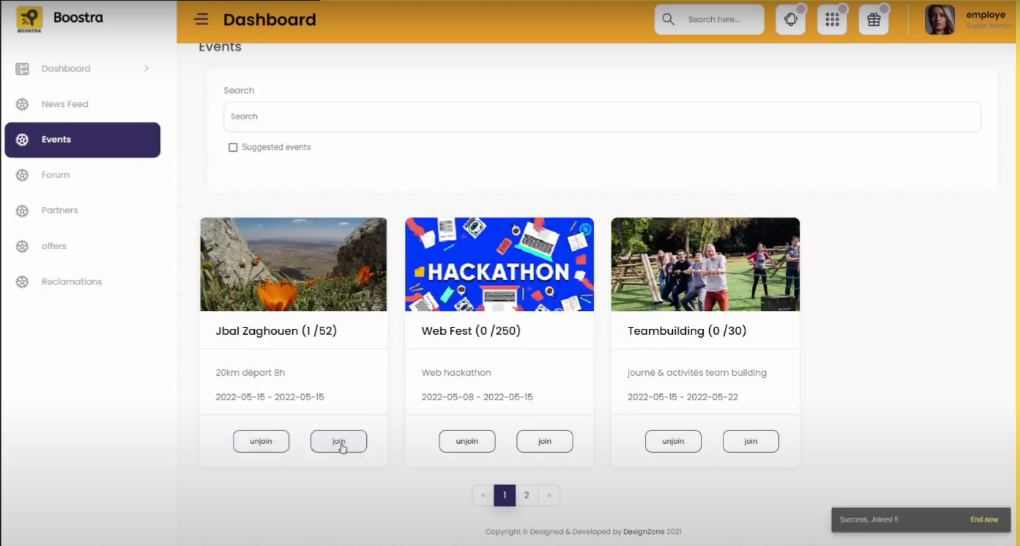 BOOSTRA
Boostra
Dashboard
Search here..
employe
Super Admin
Dashboard
News Feed
Events
Forum
Partners
offers
Reclamations
Events
Search
Search
Suggested events
HACKATHON
Jbal Zaghouen (1 /52)
20km départ 8h
2022-05-15 - 2022-05-15
unjoin
join
Web Fest (0 /250)
Web hackathon
2022-05-08 - 2022-05-15
unjoin
join
Teambuilding (0 /30)
journé & activités team building
2022-05-15 - 2022-05-22
unjoin
join
« 1 2 »
Copyright © Designed & Developed by DexignZone 2021
Success, Joined !!
End now